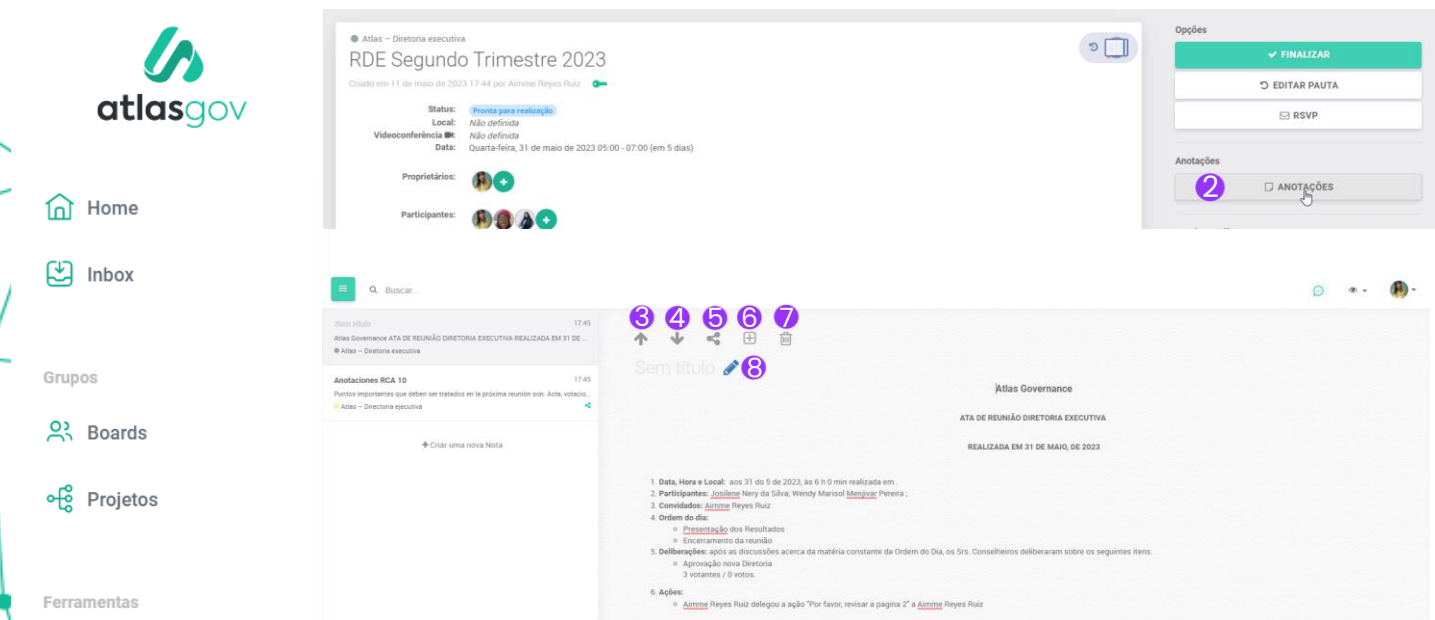 atlasgov
Home
Inbox
Grupos
Boards
Projetos
Ferramentas
Atlas – Diretoria executiva
RDE Segundo Trimestre 2023
Criado em 11 de maio de 2023 17:44 por Aimme Reyes Ruiz
Status: Pronta para realização
Local: Não definida
Videoconferência: Não definida
Data: Quarta-feira, 31 de maio de 2023 05:00 - 07:00 (em 5 dias)
Proprietários:
Participantes:
Opções
FINALIZAR
EDITAR PAUTA
RSVP
Anotações
2 ANOTAÇÕES
Buscar...
Sem título 17:45
Atlas Governance ATA DE REUNIÃO DIRETORIA EXECUTIVA REALIZADA EM 31 DE ...
Atlas – Diretoria executiva
Anotaciones RCA 10 17:45
Puntos importantes que deben ser tratados en la próxima reunión son: Acta, votacio...
Atlas – Directoria ejecutiva
+Criar uma nova Nota
3 4 5 6 7
Sem título 8
Atlas Governance
ATA DE REUNIÃO DIRETORIA EXECUTIVA
REALIZADA EM 31 DE MAIO, DE 2023
1. Data, Hora e Local: aos 31 do 5 de 2023, às 6 h 0 min realizada em .
2. Participantes: Josilene Nery da Silva; Wendy Marisol Menjivar Pereira ;
3. Convidados: Aimme Reyes Ruiz
4. Ordem do dia:
Presentação dos Resultados
Encerramento da reunião
5. Deliberações: após as discussões acerca da matéria constante da Ordem do Dia, os Srs. Conselheiros deliberaram sobre os seguintes itens:
Aprovação nova Diretoria
3 votantes / 0 votos.
6. Ações:
Aimme Reyes Ruiz delegou a ação "Por favor, revisar a pagina 2" a Aimme Reyes Ruiz